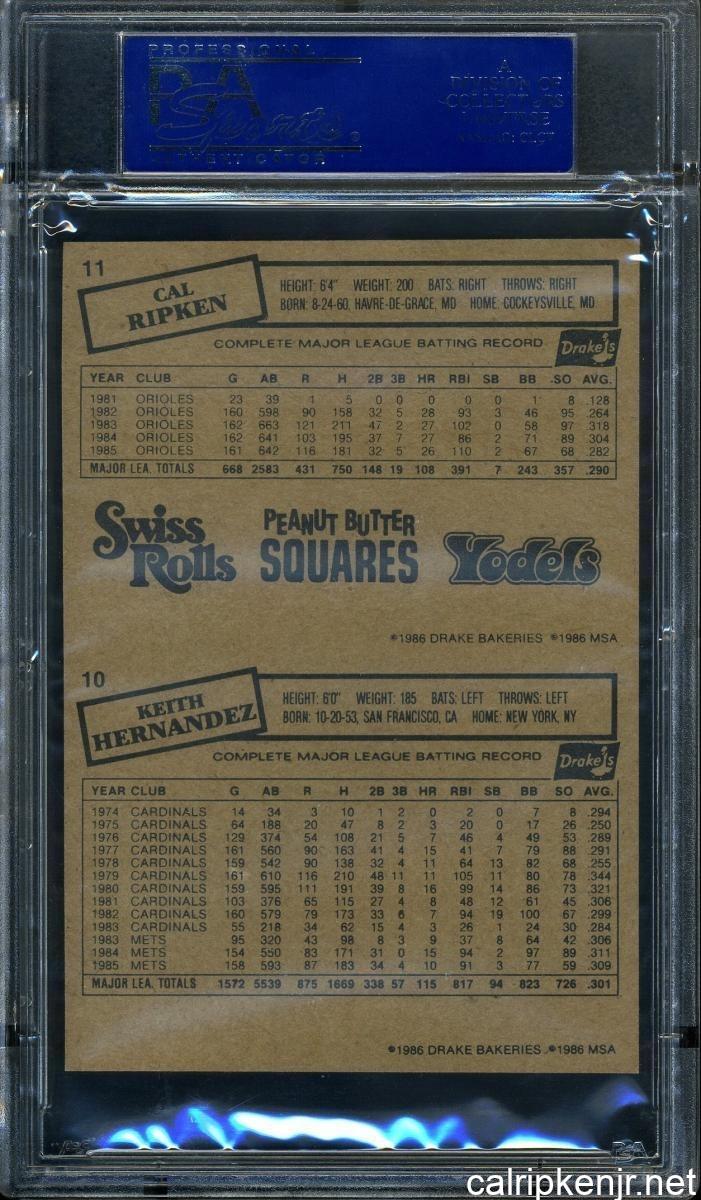 PROFESSIONAL
PSA
Sports
AUTHENTICATOR
A
DIVISION OF
COLLECTORS
UNIVERSE
NASDAQ: CLCT
11
CAL
RIPKEN
HEIGHT: 6'4" WEIGHT: 200 BATS: RIGHT THROWS: RIGHT
BORN: 8-24-60, HAVRE-DE-GRACE, MD HOME: COCKEYSVILLE, MD
COMPLETE MAJOR LEAGUE BATTING RECORD
Drake's
YEAR CLUB G AB R H 2B 3B HR RBI SB BB SO AVG.
1981 ORIOLES 23 39 1 5 0 0 0 0 0 1 8 .128
1982 ORIOLES 160 598 90 158 32 5 28 93 3 46 95 .264
1983 ORIOLES 162 663 121 211 47 2 27 102 0 58 97 .318
1984 ORIOLES 162 641 103 195 37 7 27 86 2 71 89 .304
1985 ORIOLES 161 642 116 181 32 5 26 110 2 67 68 .282
MAJOR LEA. TOTALS 668 2583 431 750 148 19 108 391 7 243 357 .290
Swiss
Rolls
PEANUT BUTTER
SQUARES
Yodels
©1986 DRAKE BAKERIES ©1986 MSA
10
KEITH
HERNANDEZ
HEIGHT: 6'0" WEIGHT: 185 BATS: LEFT THROWS: LEFT
BORN: 10-20-53, SAN FRANCISCO, CA HOME: NEW YORK, NY
COMPLETE MAJOR LEAGUE BATTING RECORD
Drake's
YEAR CLUB G AB R H 2B 3B HR RBI SB BB SO AVG.
1974 CARDINALS 14 34 3 10 1 2 0 2 0 7 8 .294
1975 CARDINALS 64 188 20 47 8 2 3 20 0 17 26 .250
1976 CARDINALS 129 374 54 108 21 5 7 46 4 49 53 .289
1977 CARDINALS 161 560 90 163 41 4 15 41 7 79 88 .291
1978 CARDINALS 159 542 90 138 32 4 11 64 13 82 68 .255
1979 CARDINALS 161 610 116 210 48 11 11 105 11 80 78 .344
1980 CARDINALS 159 595 111 191 39 8 16 99 14 86 73 .321
1981 CARDINALS 103 376 65 115 27 4 8 48 12 61 45 .306
1982 CARDINALS 160 579 79 173 33 6 7 94 19 100 67 .299
1983 CARDINALS 55 218 34 62 15 4 3 26 1 24 30 .284
1983 METS 95 320 43 98 8 3 9 37 8 64 42 .306
1984 METS 154 550 83 171 31 0 15 94 2 97 89 .311
1985 METS 158 593 87 183 34 4 10 91 3 77 59 .309
MAJOR LEA. TOTALS 1572 5539 875 1669 338 57 115 817 94 823 726 .301
©1986 DRAKE BAKERIES ©1986 MSA
PSA
calripkenjr.net